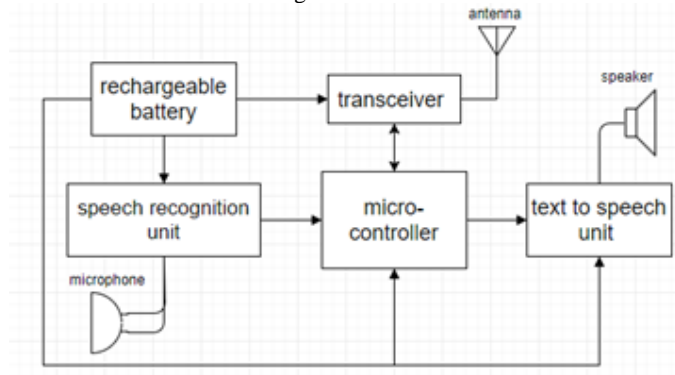 antenna
speaker
rechargeable
battery
transceiver
speech recognition
unit
micro-
controller
text to speech
unit
microphone